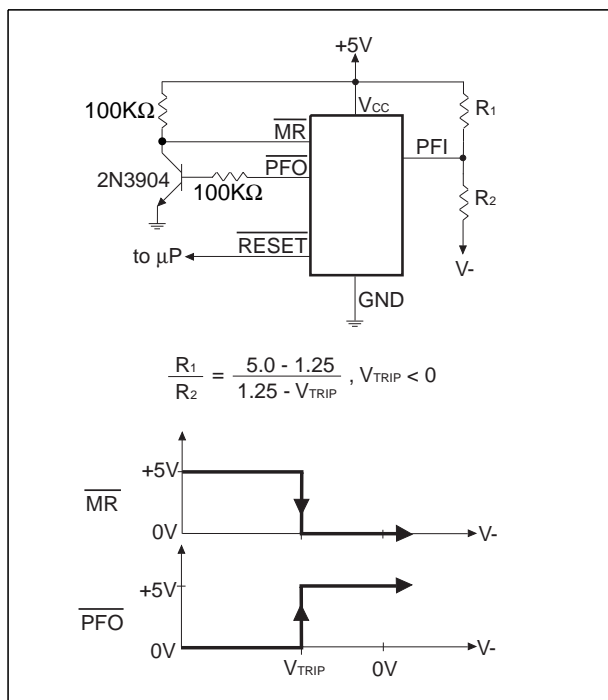 +5V
100KΩ
VCC
R1
MR
PFI
PFO
2N3904
100KΩ
R2
RESET
to µP
V-
GND
R1 / R2 = 5.0 - 1.25 / 1.25 - VTRIP , VTRIP < 0
+5V
MR
0V
V-
+5V
PFO
0V
V-
VTRIP
0V